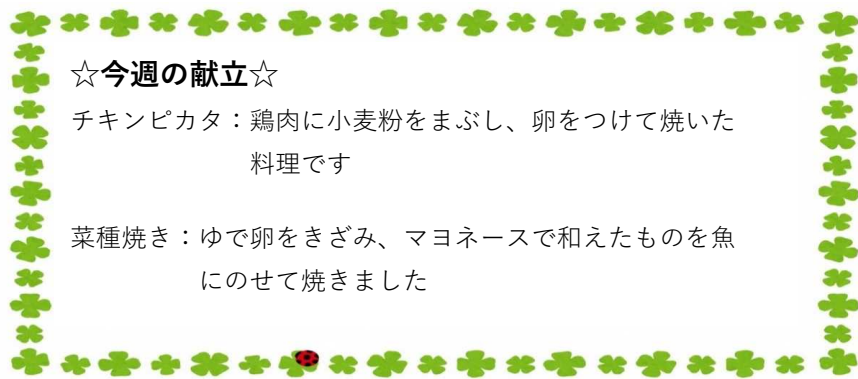 ☆今週の献立☆
チキンピカタ：鶏肉に小麦粉をまぶし、卵をつけて焼いた
料理です
菜種焼き：ゆで卵をきざみ、マヨネースで和えたものを魚
にのせて焼きました